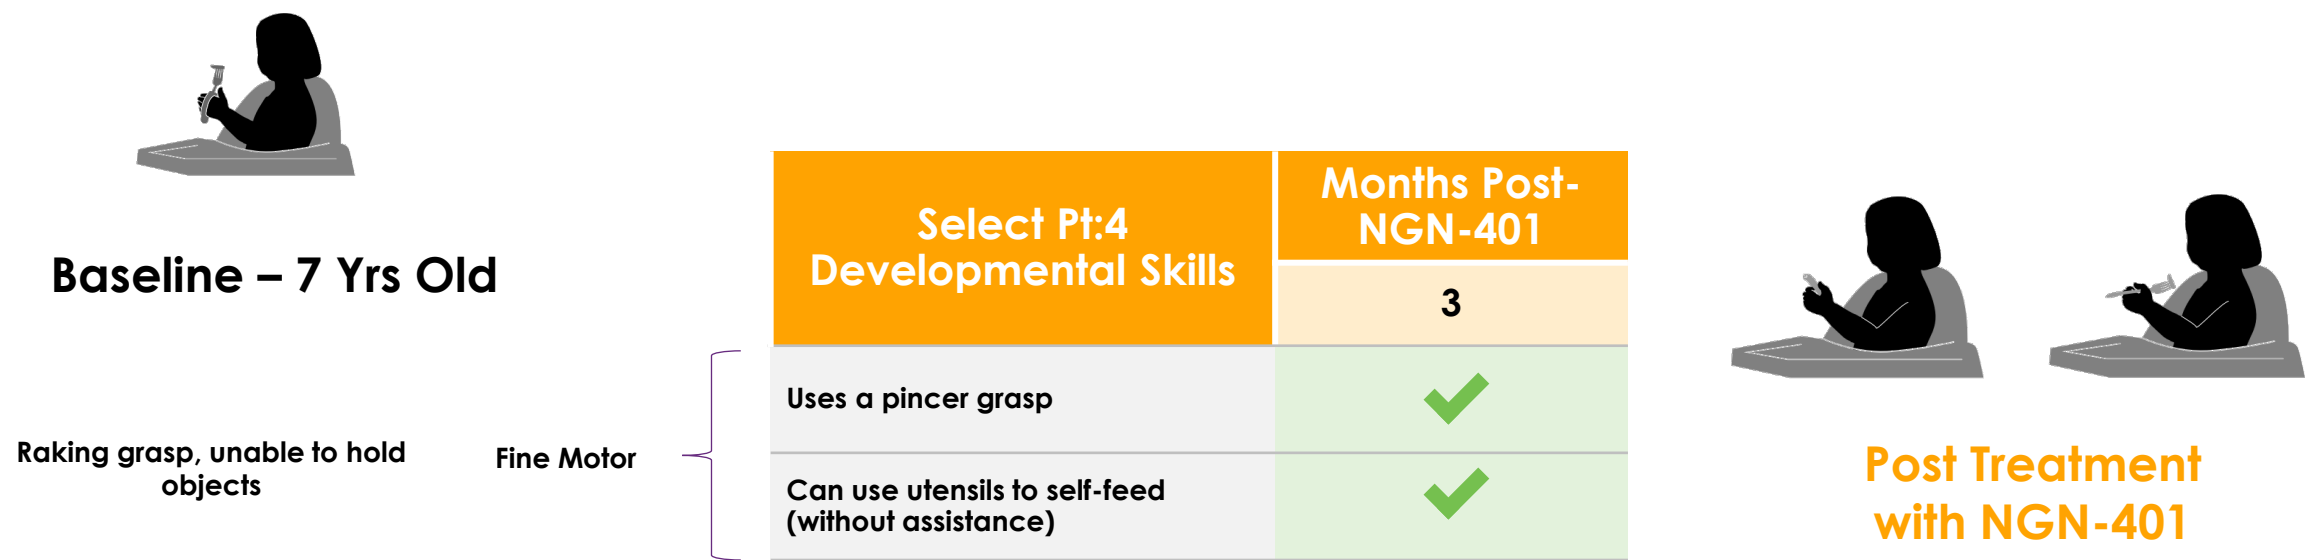 Baseline – 7 Yrs Old
Raking grasp, unable to hold
objects
Fine Motor
Select Pt:4
Developmental Skills
Months Post-
NGN-401
3
Uses a pincer grasp
Can use utensils to self-feed
(without assistance)
Post Treatment
with NGN-401